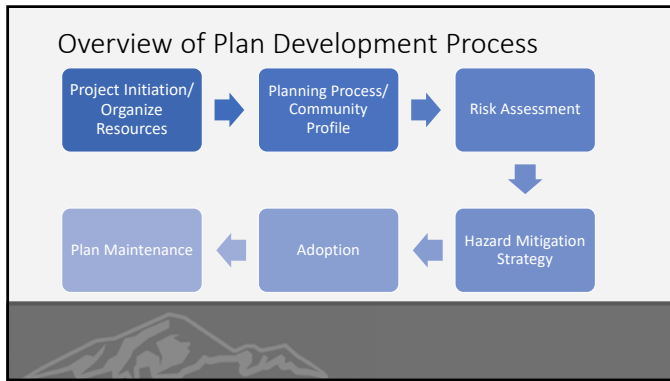 Overview of Plan Development Process
Project Initiation/
Organize
Resources
Planning Process/
Community
Profile
Risk Assessment
Hazard Mitigation
Strategy
Adoption
Plan Maintenance